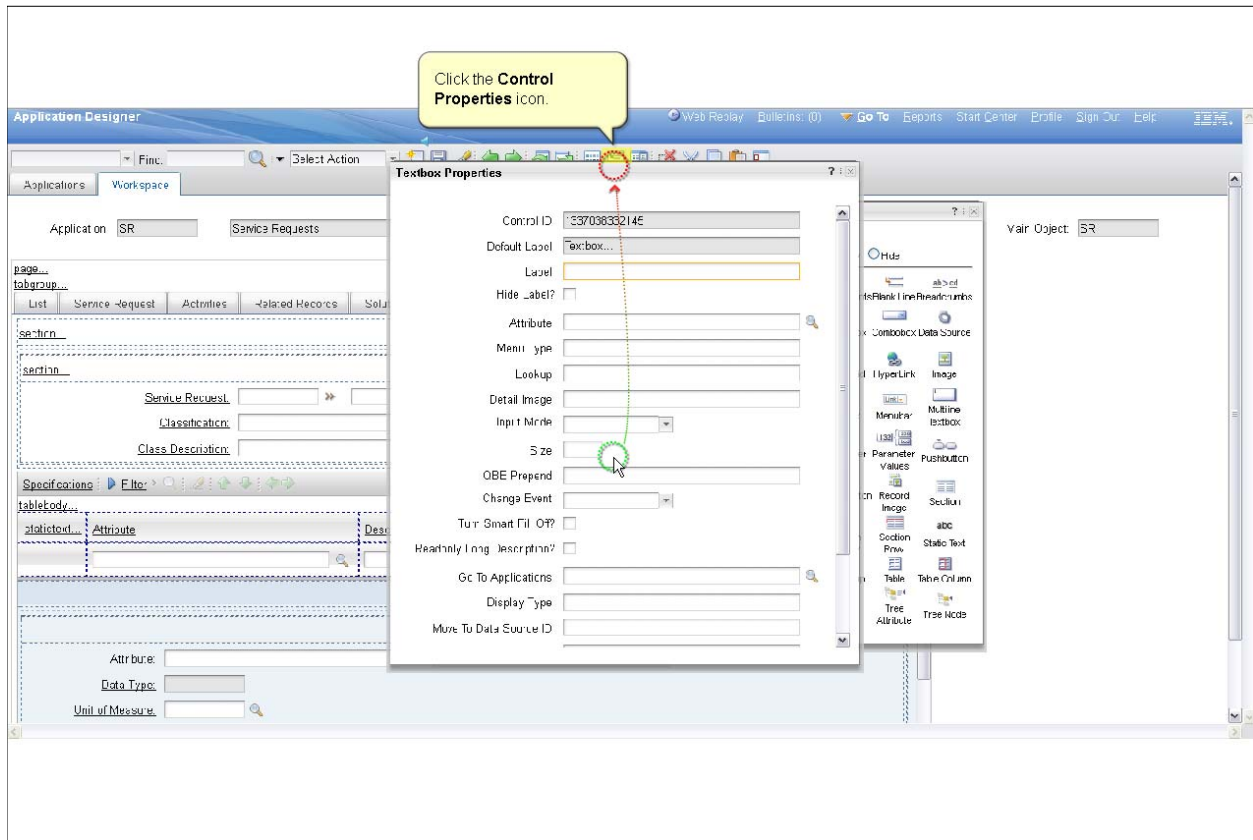 Click the Control
Properties icon.
Application Designer
Web Replay Bulletins: (0) Go To Reports Start Center Profile Sign Out Help IBM.
Find: Select Action
Textbox Properties ?
Applications Workspace
Application SR Service Requests
Main Object: SR
page...
tabgroup...
List Service Request Activities Related Records
section...
section...
Service Request:
Classification:
Class Description:
Specifications Filter
tablebody...
statictext... Attribute
Attribute:
Data Type:
Unit of Measure:
Control ID 1337038332145
Default Label Textbox...
Label
Hide Label?
Attribute
Menu Type
Lookup
Detail Image
Input Mode
Size
OBE Prepend
Change Event
Turn Smart Fill Off?
Readonly Long Description?
Go To Applications
Display Type
Move To Data Source ID
?
Hide
Blank Line Breadcrumbs
Combobox Data Source
HyperLink Image
Menubar Multiline
Textbox
Parameter
Values
Pushbutton
Record
Image
Section
Section
Row
abc
Static Text
Table Table Column
Tree
Attribute
Tree Node